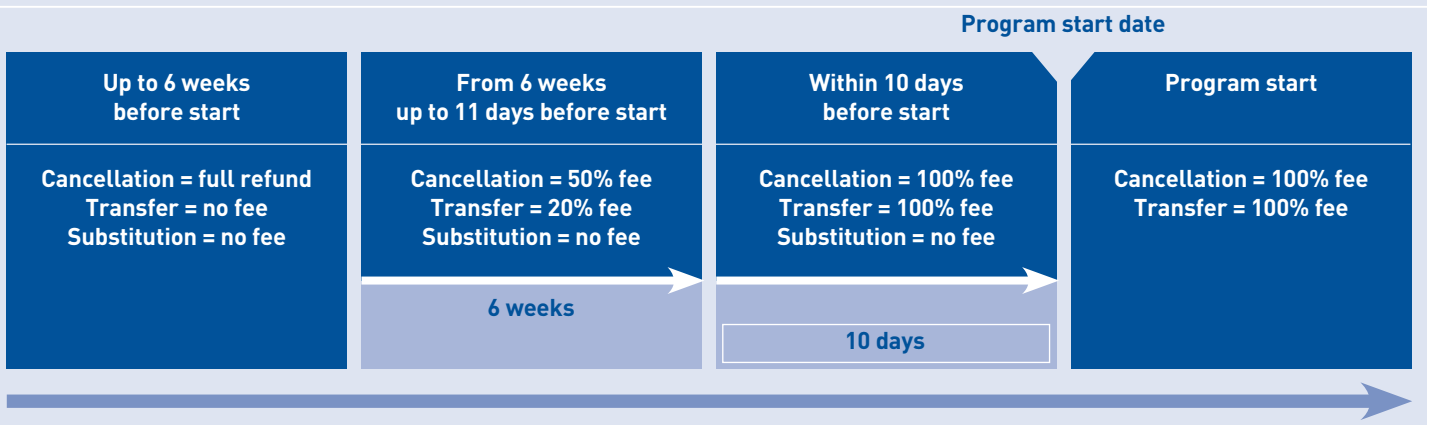 Program start date
Up to 6 weeks
before start
Cancellation = full refund
Transfer = no fee
Substitution = no fee
From 6 weeks
up to 11 days before start
Cancellation = 50% fee
Transfer = 20% fee
Substitution = no fee
6 weeks
Within 10 days
before start
Cancellation = 100% fee
Transfer = 100% fee
Substitution = no fee
10 days
Program start
Cancellation = 100% fee
Transfer = 100% fee